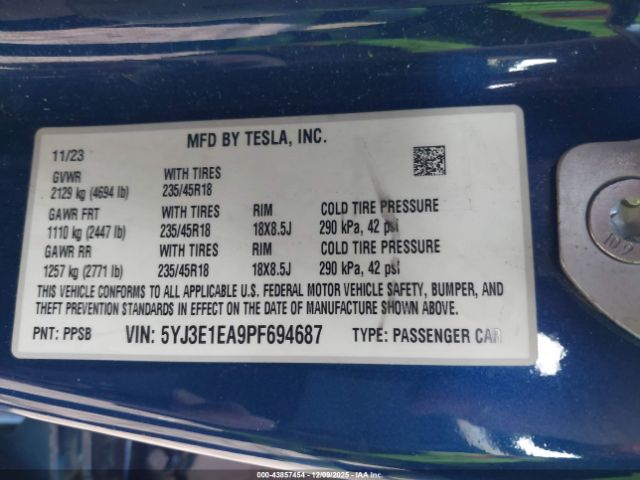 MFD BY TESLA, INC.
11/23
GVWR WITH TIRES
2129 kg (4694 lb) 235/45R18
GAWR FRT WITH TIRES RIM COLD TIRE PRESSURE
1110 kg (2447 lb) 235/45R18 18X8.5J 290 kPa, 42 psi
GAWR RR WITH TIRES RIM COLD TIRE PRESSURE
1257 kg (2771 lb) 235/45R18 18X8.5J 290 kPa, 42 psi
THIS VEHICLE CONFORMS TO ALL APPLICABLE U.S. FEDERAL MOTOR VEHICLE SAFETY, BUMPER, AND
THEFT PREVENTION STANDARDS IN EFFECT ON THE DATE OF MANUFACTURE SHOWN ABOVE.
PNT: PPSB VIN: 5YJ3E1EA9PF694687 TYPE: PASSENGER CAR
000-43857454 - 12/09/2025 - IAA Inc.